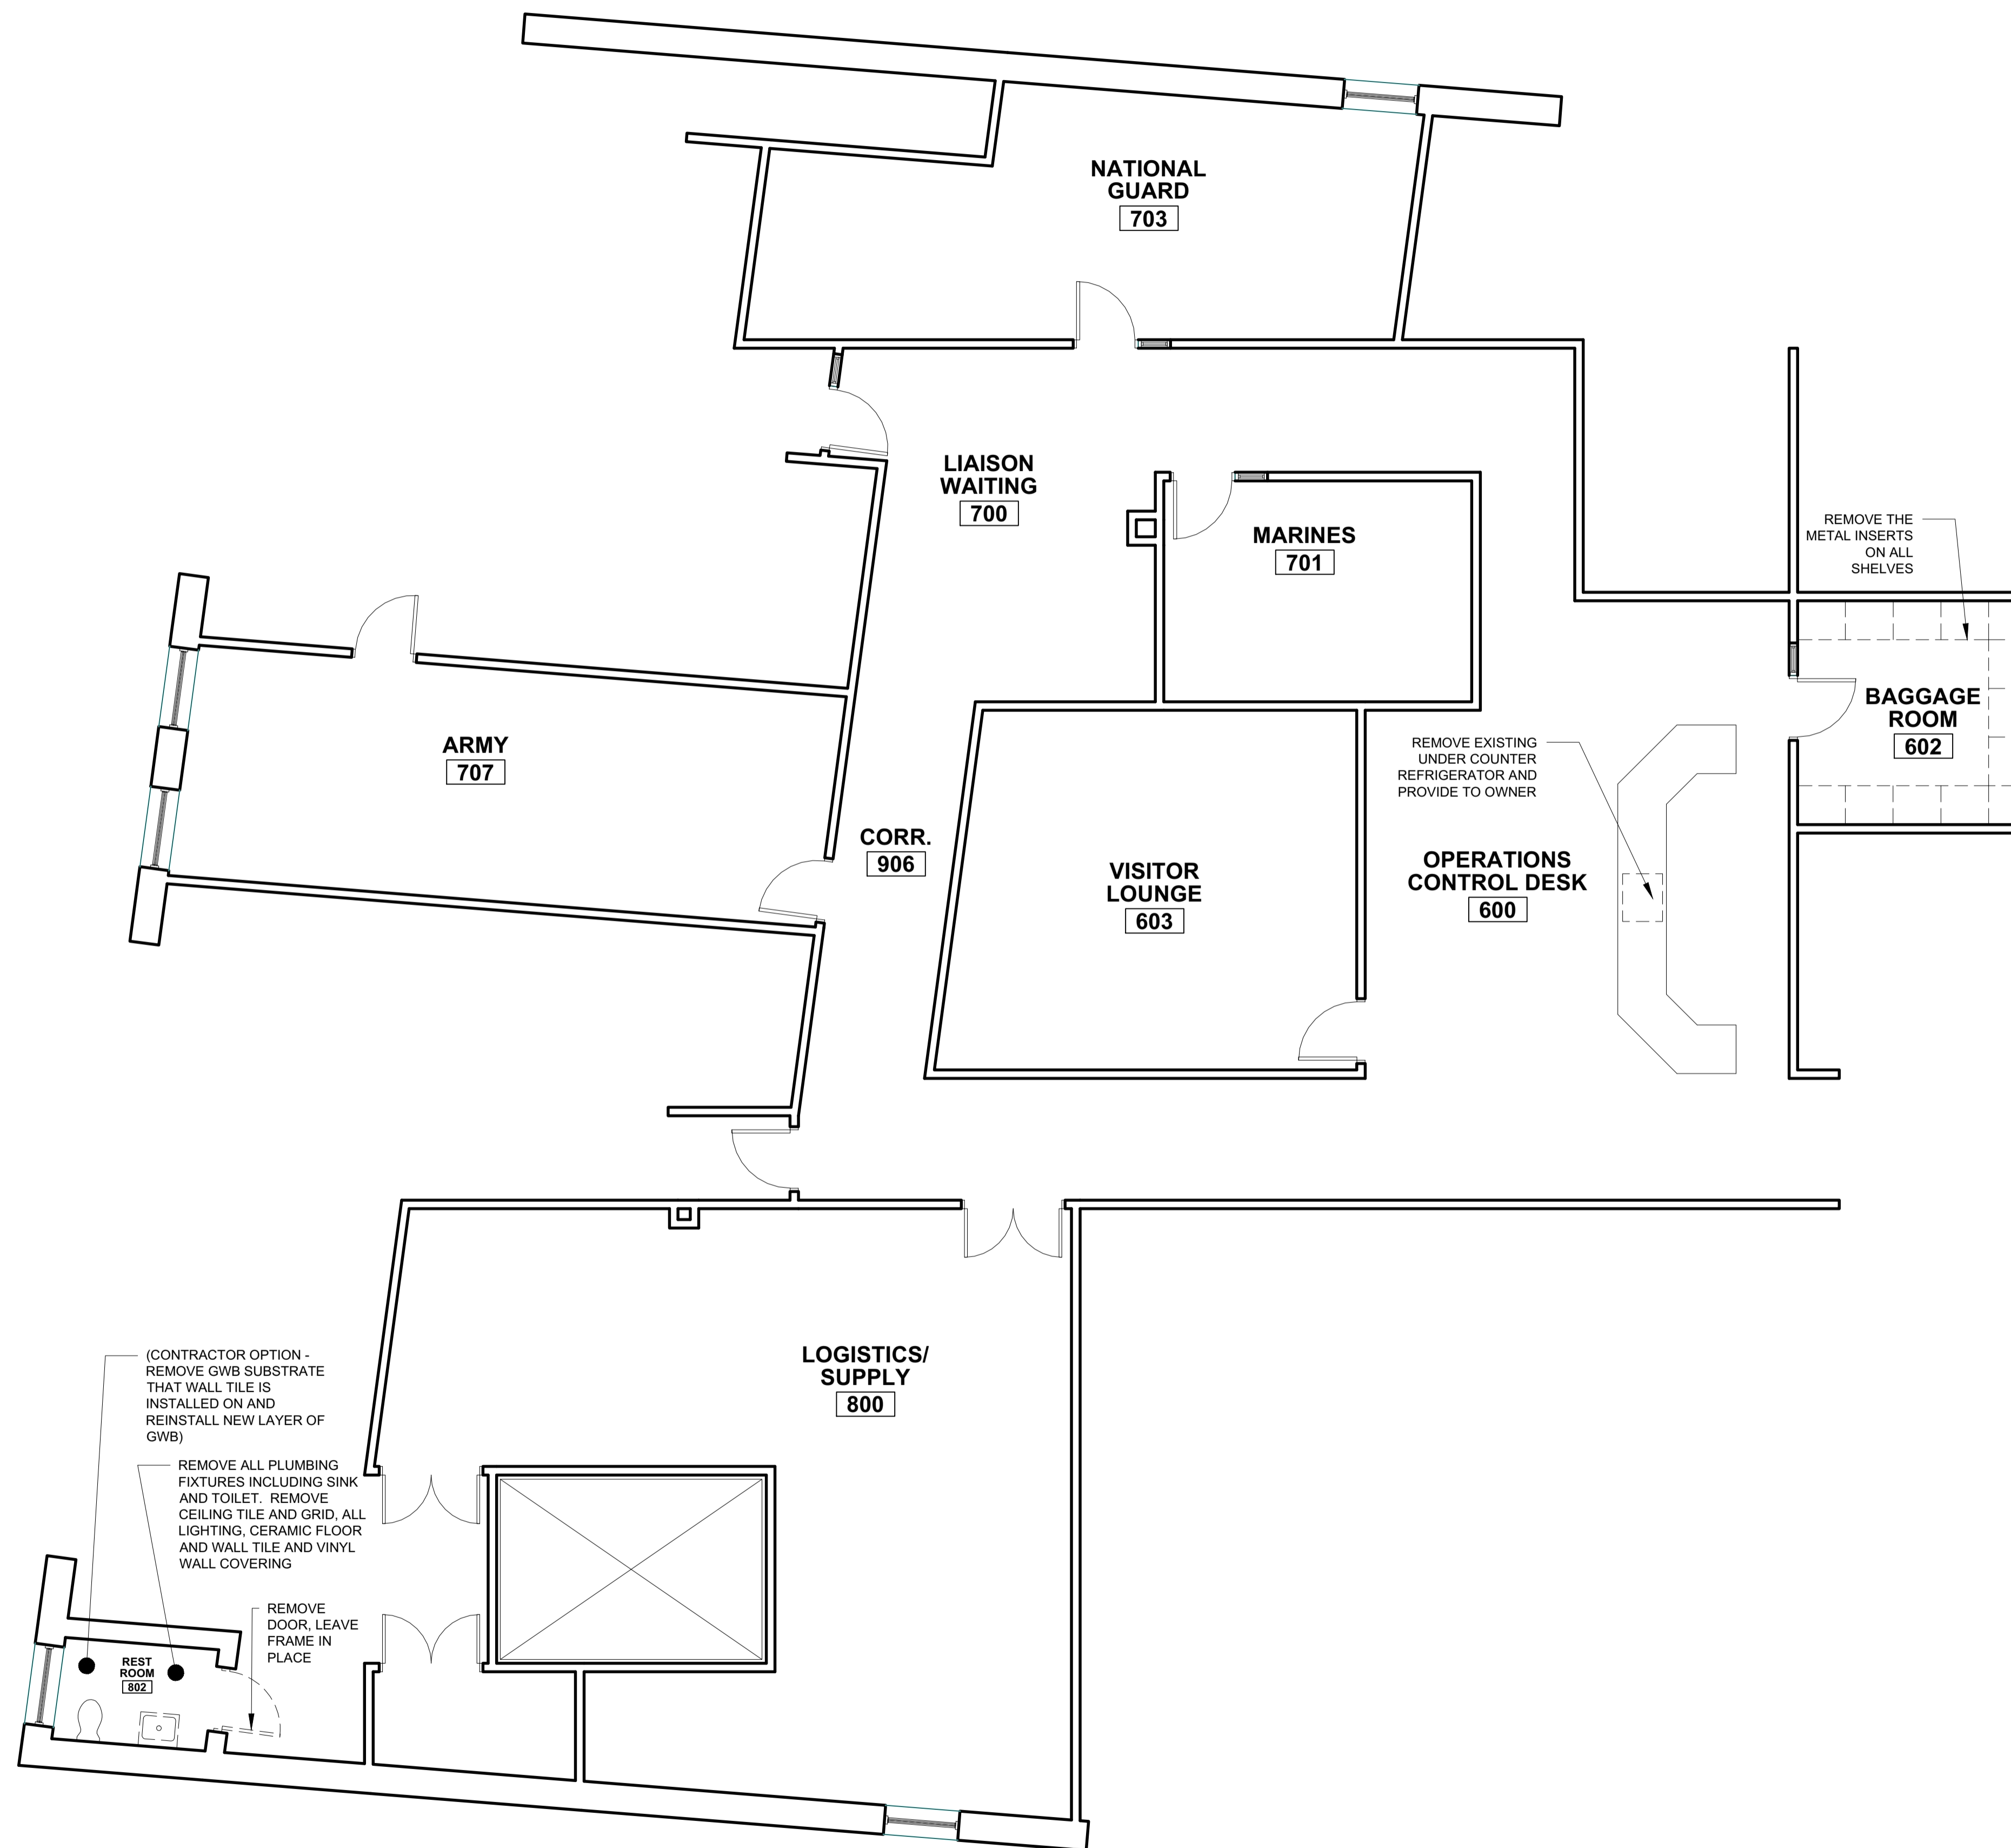 NATIONAL
GUARD
703
LIAISON
WAITING
700
MARINES
701
REMOVE THE
METAL INSERTS
ON ALL
SHELVES
BAGGAGE
ROOM
602
ARMY
707
REMOVE EXISTING
UNDER COUNTER
REFRIGERATOR AND
PROVIDE TO OWNER
CORR.
906
VISITOR
LOUNGE
603
OPERATIONS
CONTROL DESK
600
LOGISTICS/
SUPPLY
800
(CONTRACTOR OPTION -
REMOVE GWB SUBSTRATE
THAT WALL TILE IS
INSTALLED ON AND
REINSTALL NEW LAYER OF
GWB)
REMOVE ALL PLUMBING
FIXTURES INCLUDING SINK
AND TOILET.  REMOVE
CEILING TILE AND GRID, ALL
LIGHTING, CERAMIC FLOOR
AND WALL TILE AND VINYL
WALL COVERING
REMOVE
DOOR, LEAVE
FRAME IN
PLACE
REST
ROOM
802